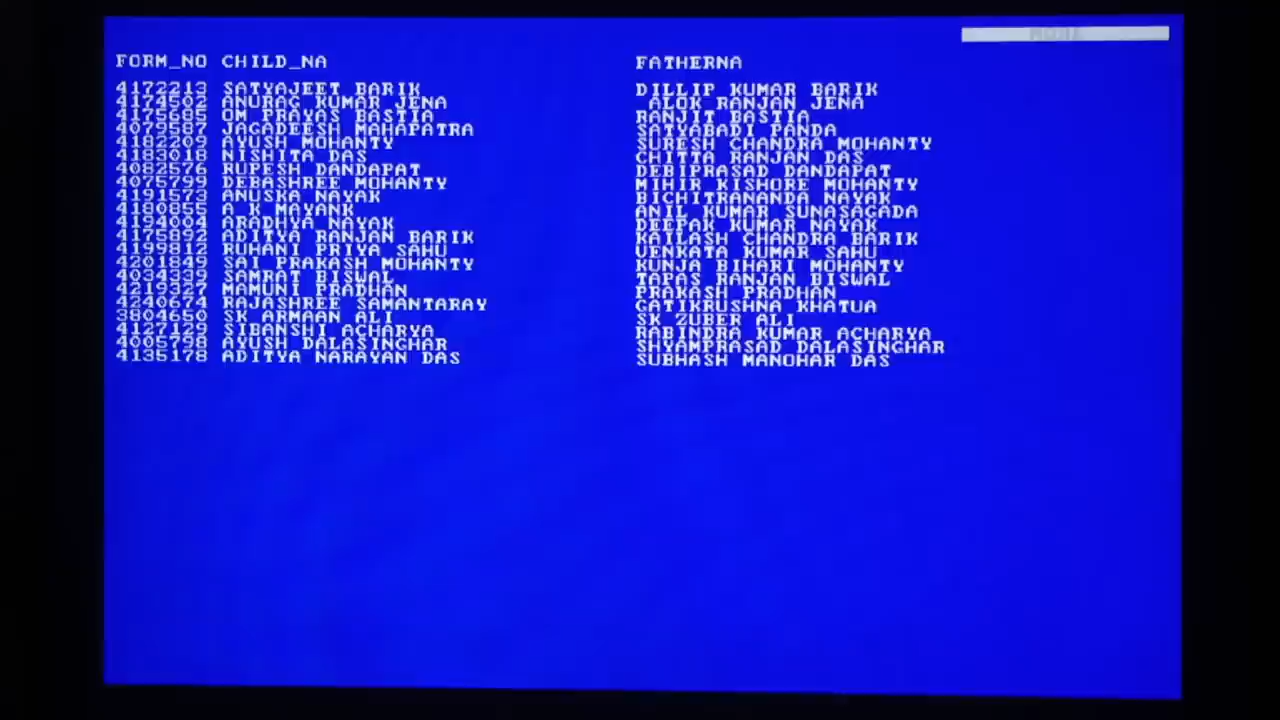 FORM_NO CHILD_NA FATHERNA
4172213 SATYAJEET BARIK DILLIP KUMAR BARIK
4174502 ANURAG KUMAR JENA ALOK RANJAN JENA
4175685 OM PRAYAS BASTIA RANJIT BASTIA
4079587 JAGADEESH MAHAPATRA SATYABADI PANDA
4182209 AYUSH MOHANTY SURESH CHANDRA MOHANTY
4183018 NISHITA DAS CHITTA RANJAN DAS
4082576 RUPESH DANDAPAT DEBIPRASAD DANDAPAT
4075799 DEBASHREE MOHANTY MIHIR KISHORE MOHANTY
4191573 ANUSKA NAYAK BICHITRANANDA NAYAK
4180855 A K MAYANK ANIL KUMAR SUNASAGADA
4194094 ARADHYA NAYAK DEEPAK KUMAR NAYAK
4175892 ADITYA RANJAN BARIK KAILASH CHANDRA BARIK
4199812 RUHANI PRIYA SAHU VENKATA KUMAR SAHU
4201849 SAI PRAKASH MOHANTY KUNJA BIHARI MOHANTY
4034339 SAMRAT BISWAL TAPAS RANJAN BISWAL
4219327 MAMUNI PRADHAN PRAKASH PRADHAN
4240674 RAJASHREE SAMANTARAY GATIKRUSHNA KHATUA
3804650 SK ARMAAN ALI SK ZUBER ALI
4127129 SIBANSHI ACHARYA RABINDRA KUMAR ACHARYA
4005798 AYUSH DALASINGHAR SHYAMPRASAD DALASINGHAR
4135178 ADITYA NARAYAN DAS SUBHASH MANOHAR DAS